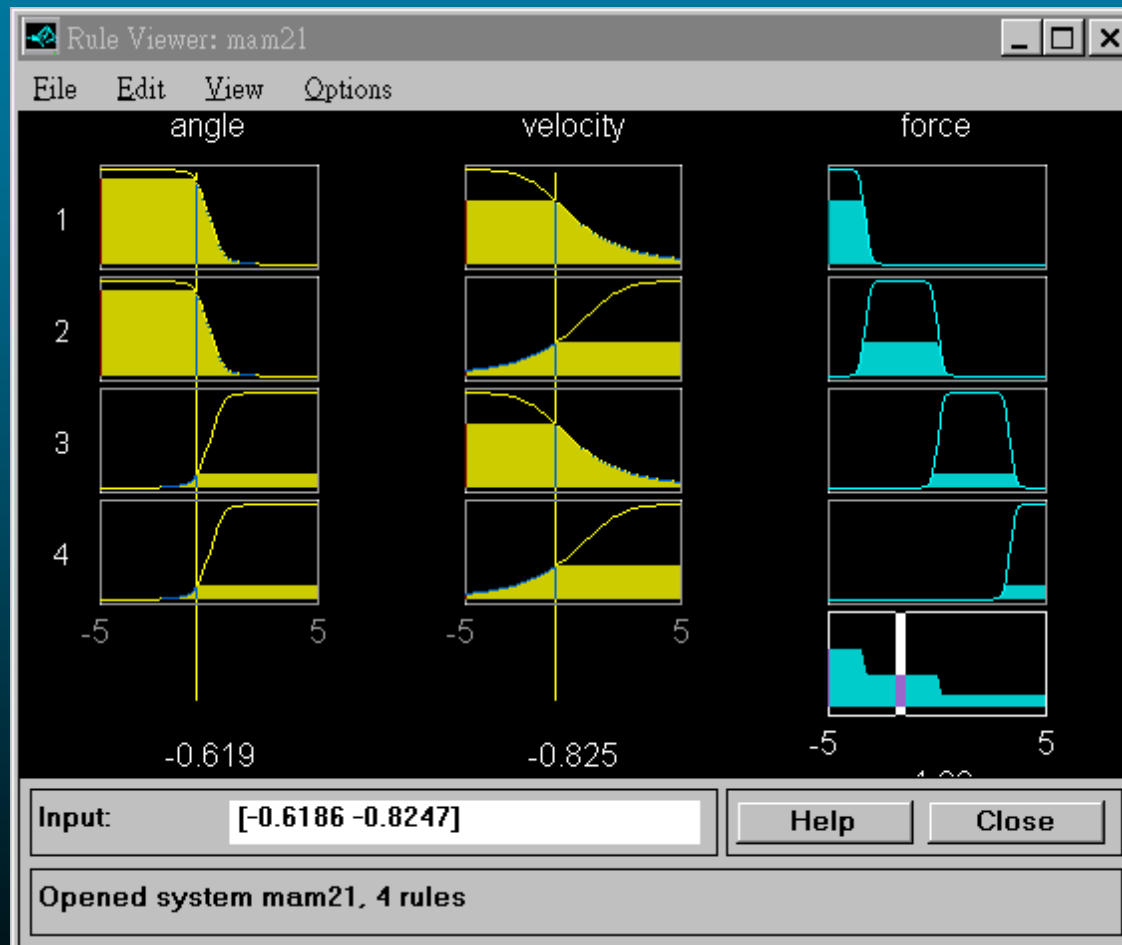 Rule Viewer: mam21
File Edit View Options
angle velocity force
1
2
3
4
-5 5 -5 5
-5 5
-0.619 -0.825
Input: [-0.6186 -0.8247] Help Close
Opened system mam21, 4 rules